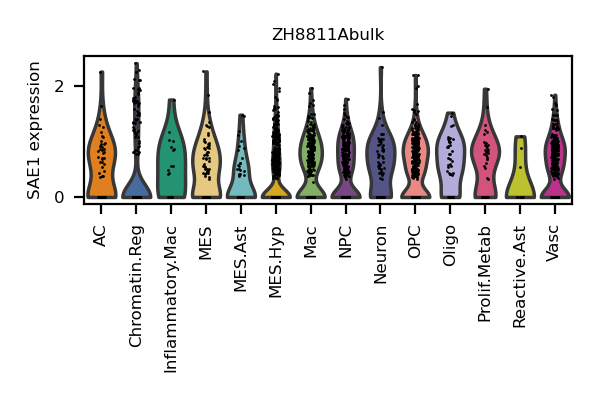 ZH8811Abulk
SAE1 expression
2
0
AC
Chromatin.Reg
Inflammatory.Mac
MES
MES.Ast
MES.Hyp
Mac
NPC
Neuron
OPC
Oligo
Prolif.Metab
Reactive.Ast
Vasc